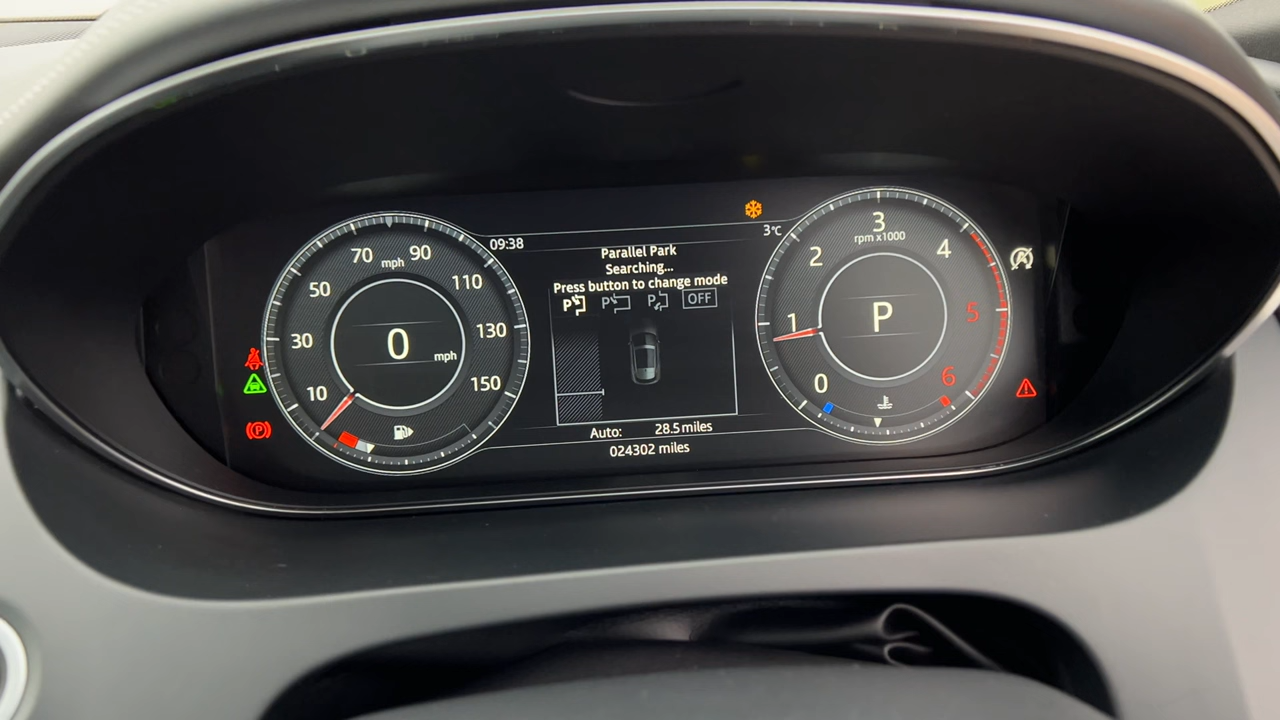 09:38
3°C
Parallel Park
Searching...
Press button to change mode
P P P OFF
10 30 50 70 90 110 130 150
mph
0
mph
0 1 2 3 4 5 6
rpm x1000
P
P
A
Auto: 28.5 miles
024302 miles